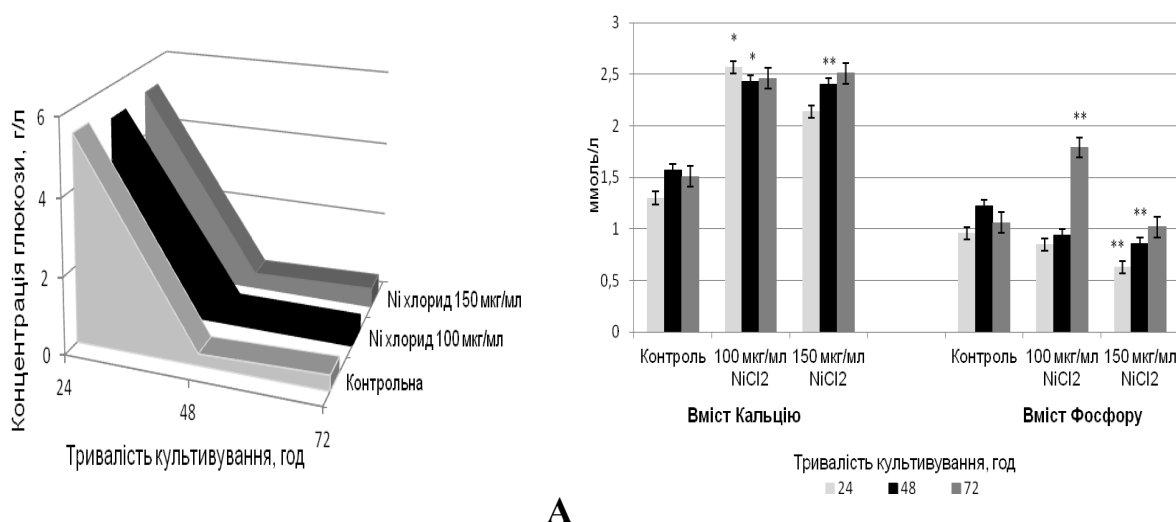 Концентрація глюкози, г/л
6
4
2
0
24
48
72
Ni хлорид 150 мкг/мл
Ni хлорид 100 мкг/мл
Контрольна
Тривалість культивування, год
ммоль/л
3
2,5
2
1,5
1
0,5
0
*
*
**
**
**
**
Контроль 100 мкг/мл 150 мкг/мл Контроль 100 мкг/мл 150 мкг/мл
NiCl2 NiCl2 NiCl2 NiCl2
Вміст Кальцію Вміст Фосфору
Тривалість культивування, год
24 48 72
А